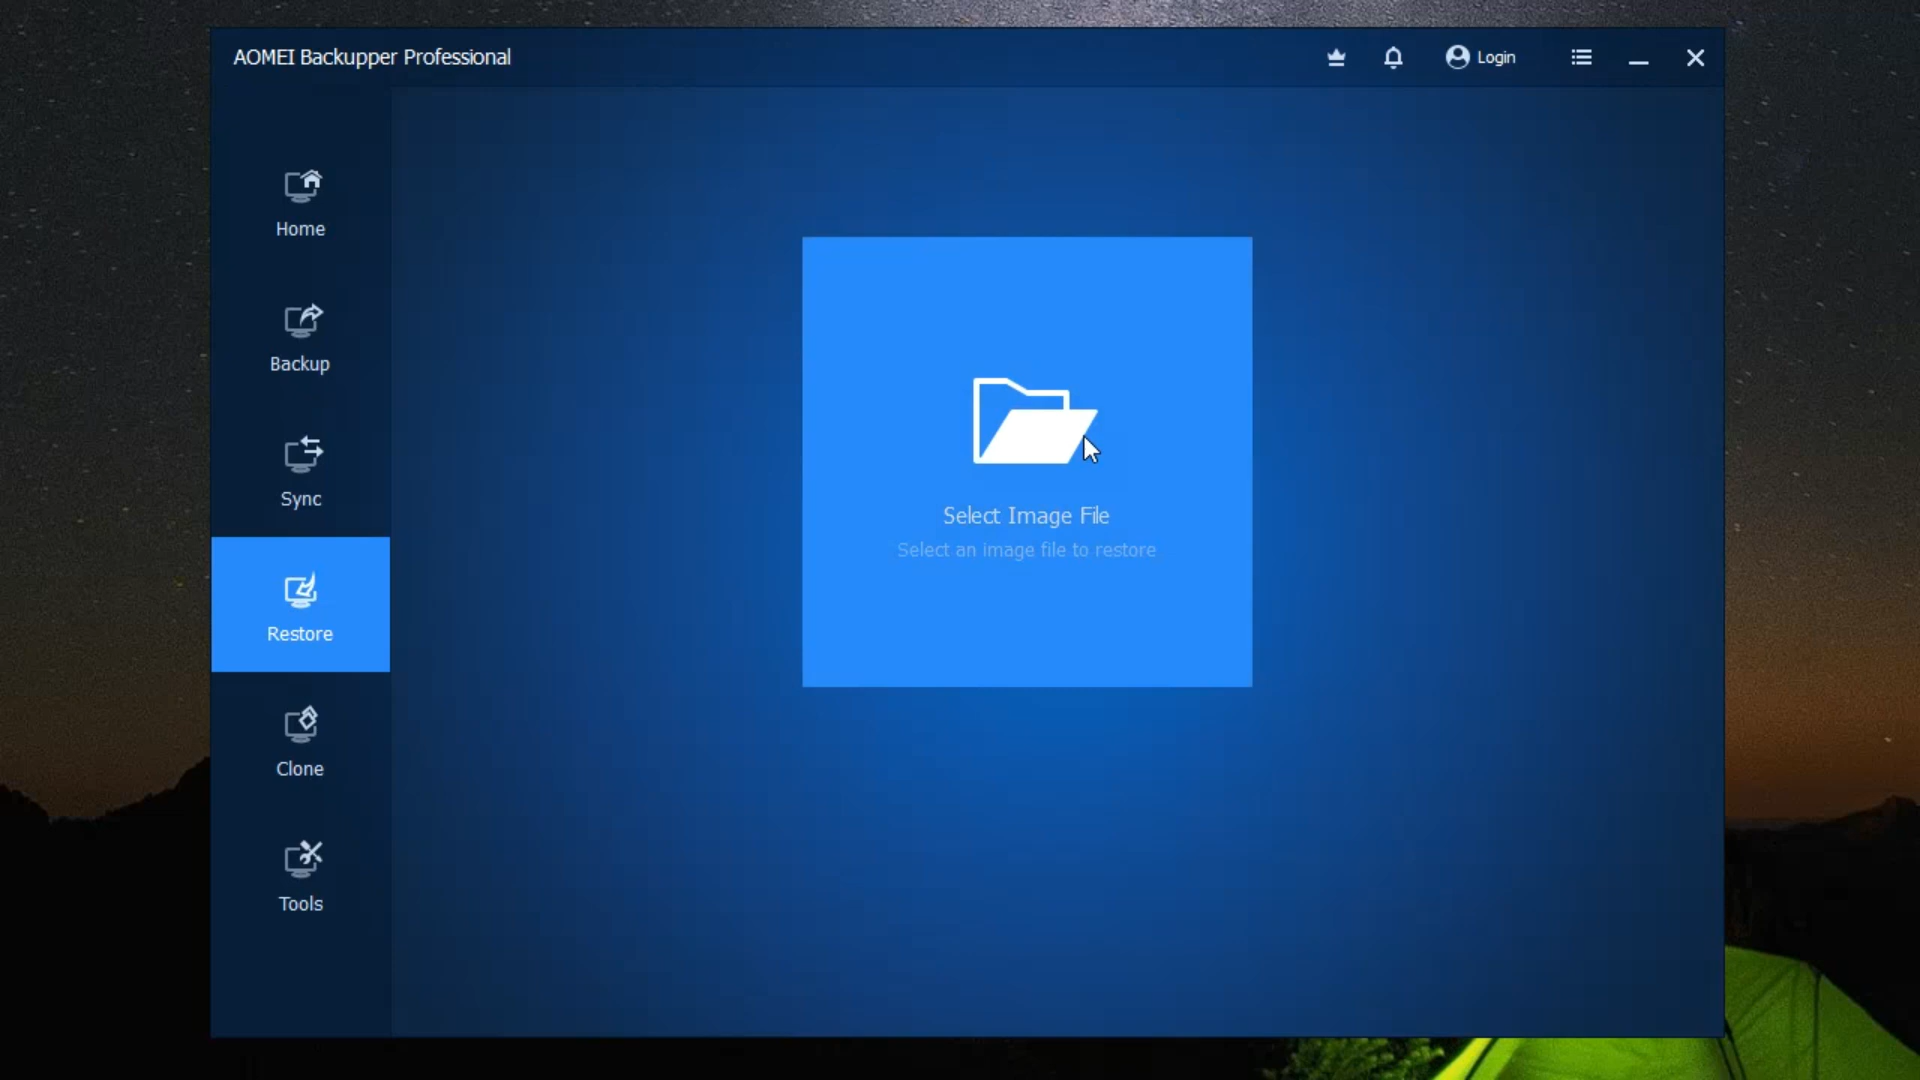 AOMEI Backupper Professional
Login
Home
Backup
Sync
Restore
Clone
Tools
Select Image File
Select an image file to restore